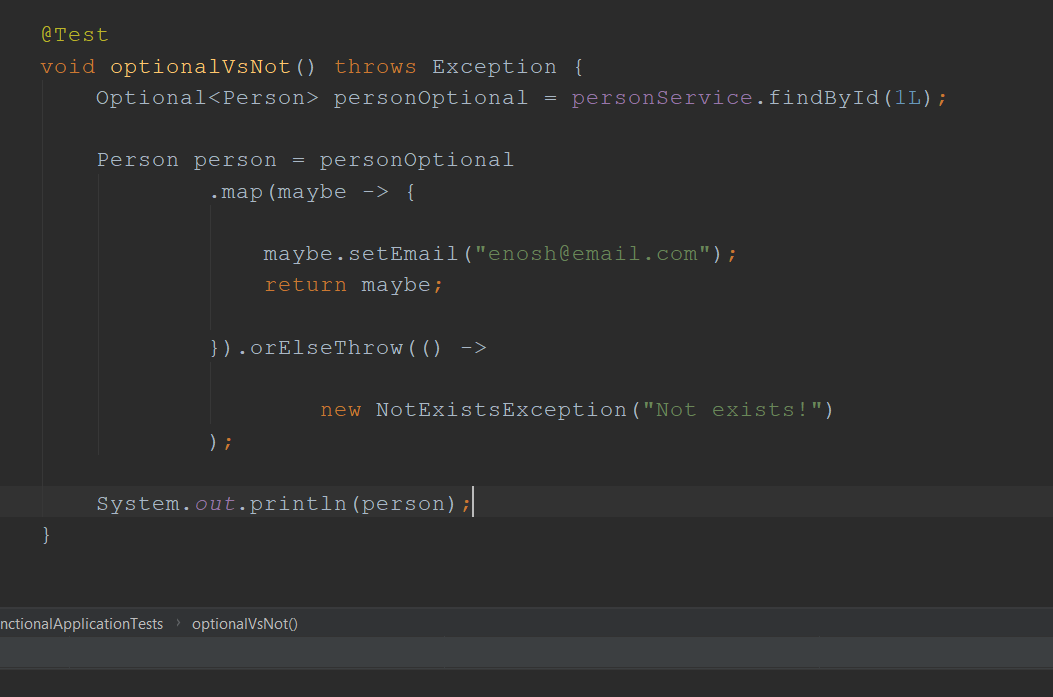 @Test
void optionalVsNot() throws Exception {
Optional<Person> personOptional = personService.findById(1L);
Person person = personOptional
.map(maybe -> {
maybe.setEmail("enosh@email.com");
return maybe;
}).orElseThrow(() ->
new NotExistsException("Not exists!")
);
System.out.println(person);
}
nctionalApplicationTests › optionalVsNot()